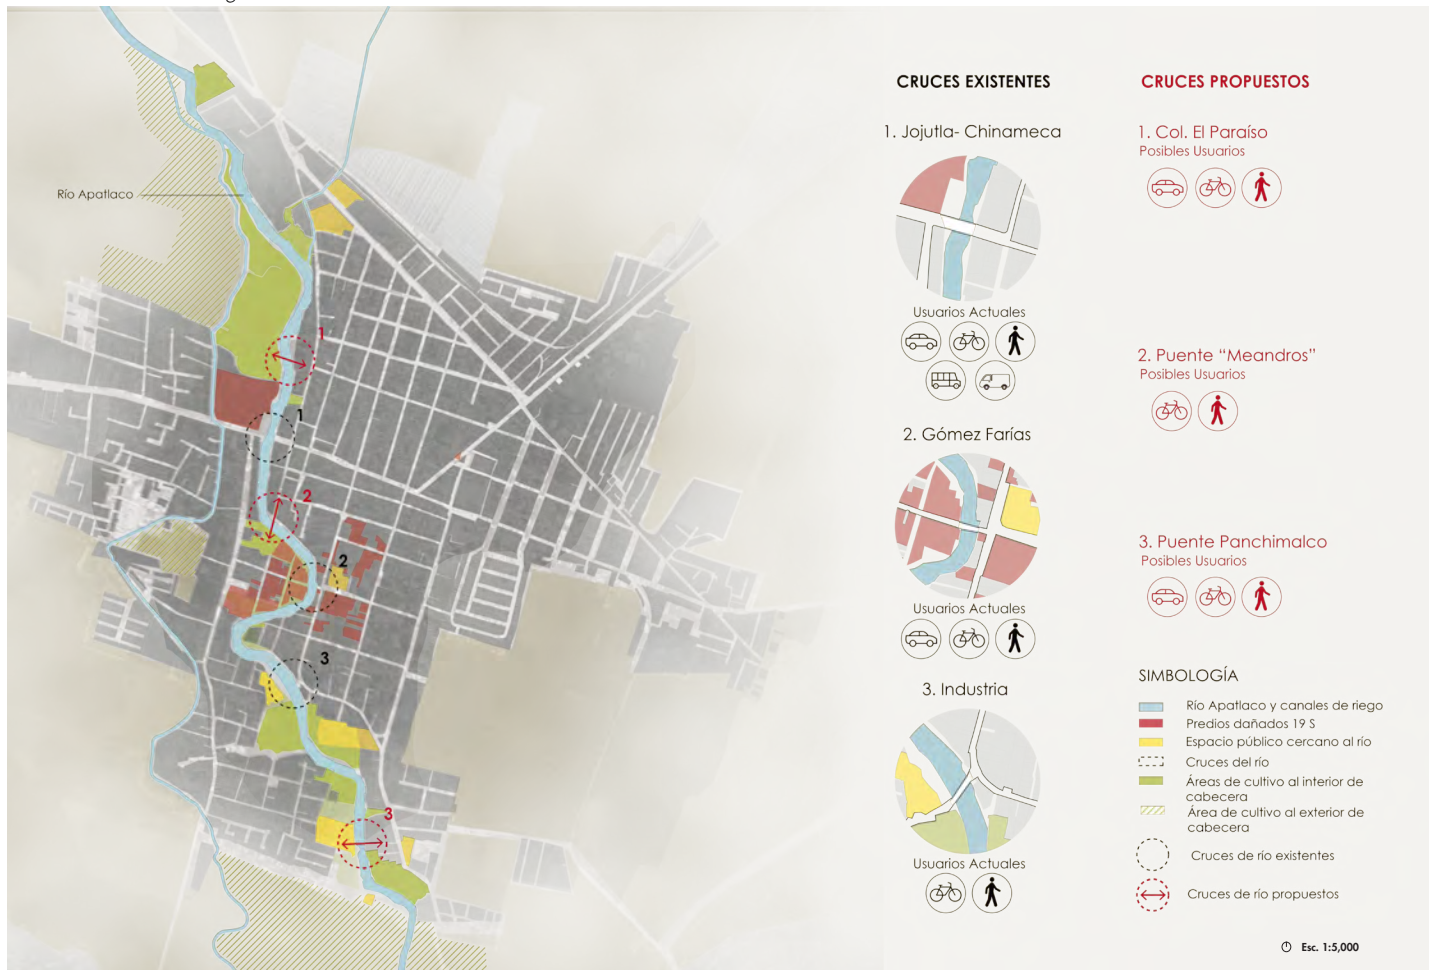 Río Apatlaco
1
1
2
2
3
3
CRUCES EXISTENTES
1. Jojutla- Chinameca
Usuarios Actuales
2. Gómez Farías
Usuarios Actuales
3. Industria
Usuarios Actuales
CRUCES PROPUESTOS
1. Col. El Paraíso
Posibles Usuarios
2. Puente “Meandros”
Posibles Usuarios
3. Puente Panchimalco
Posibles Usuarios
SIMBOLOGÍA
Río Apatlaco y canales de riego
Predios dañados 19 S
Espacio público cercano al río
Cruces del río
Áreas de cultivo al interior de
cabecera
Área de cultivo al exterior de
cabecera
Cruces de río existentes
Cruces de río propuestos
Esc. 1:5,000